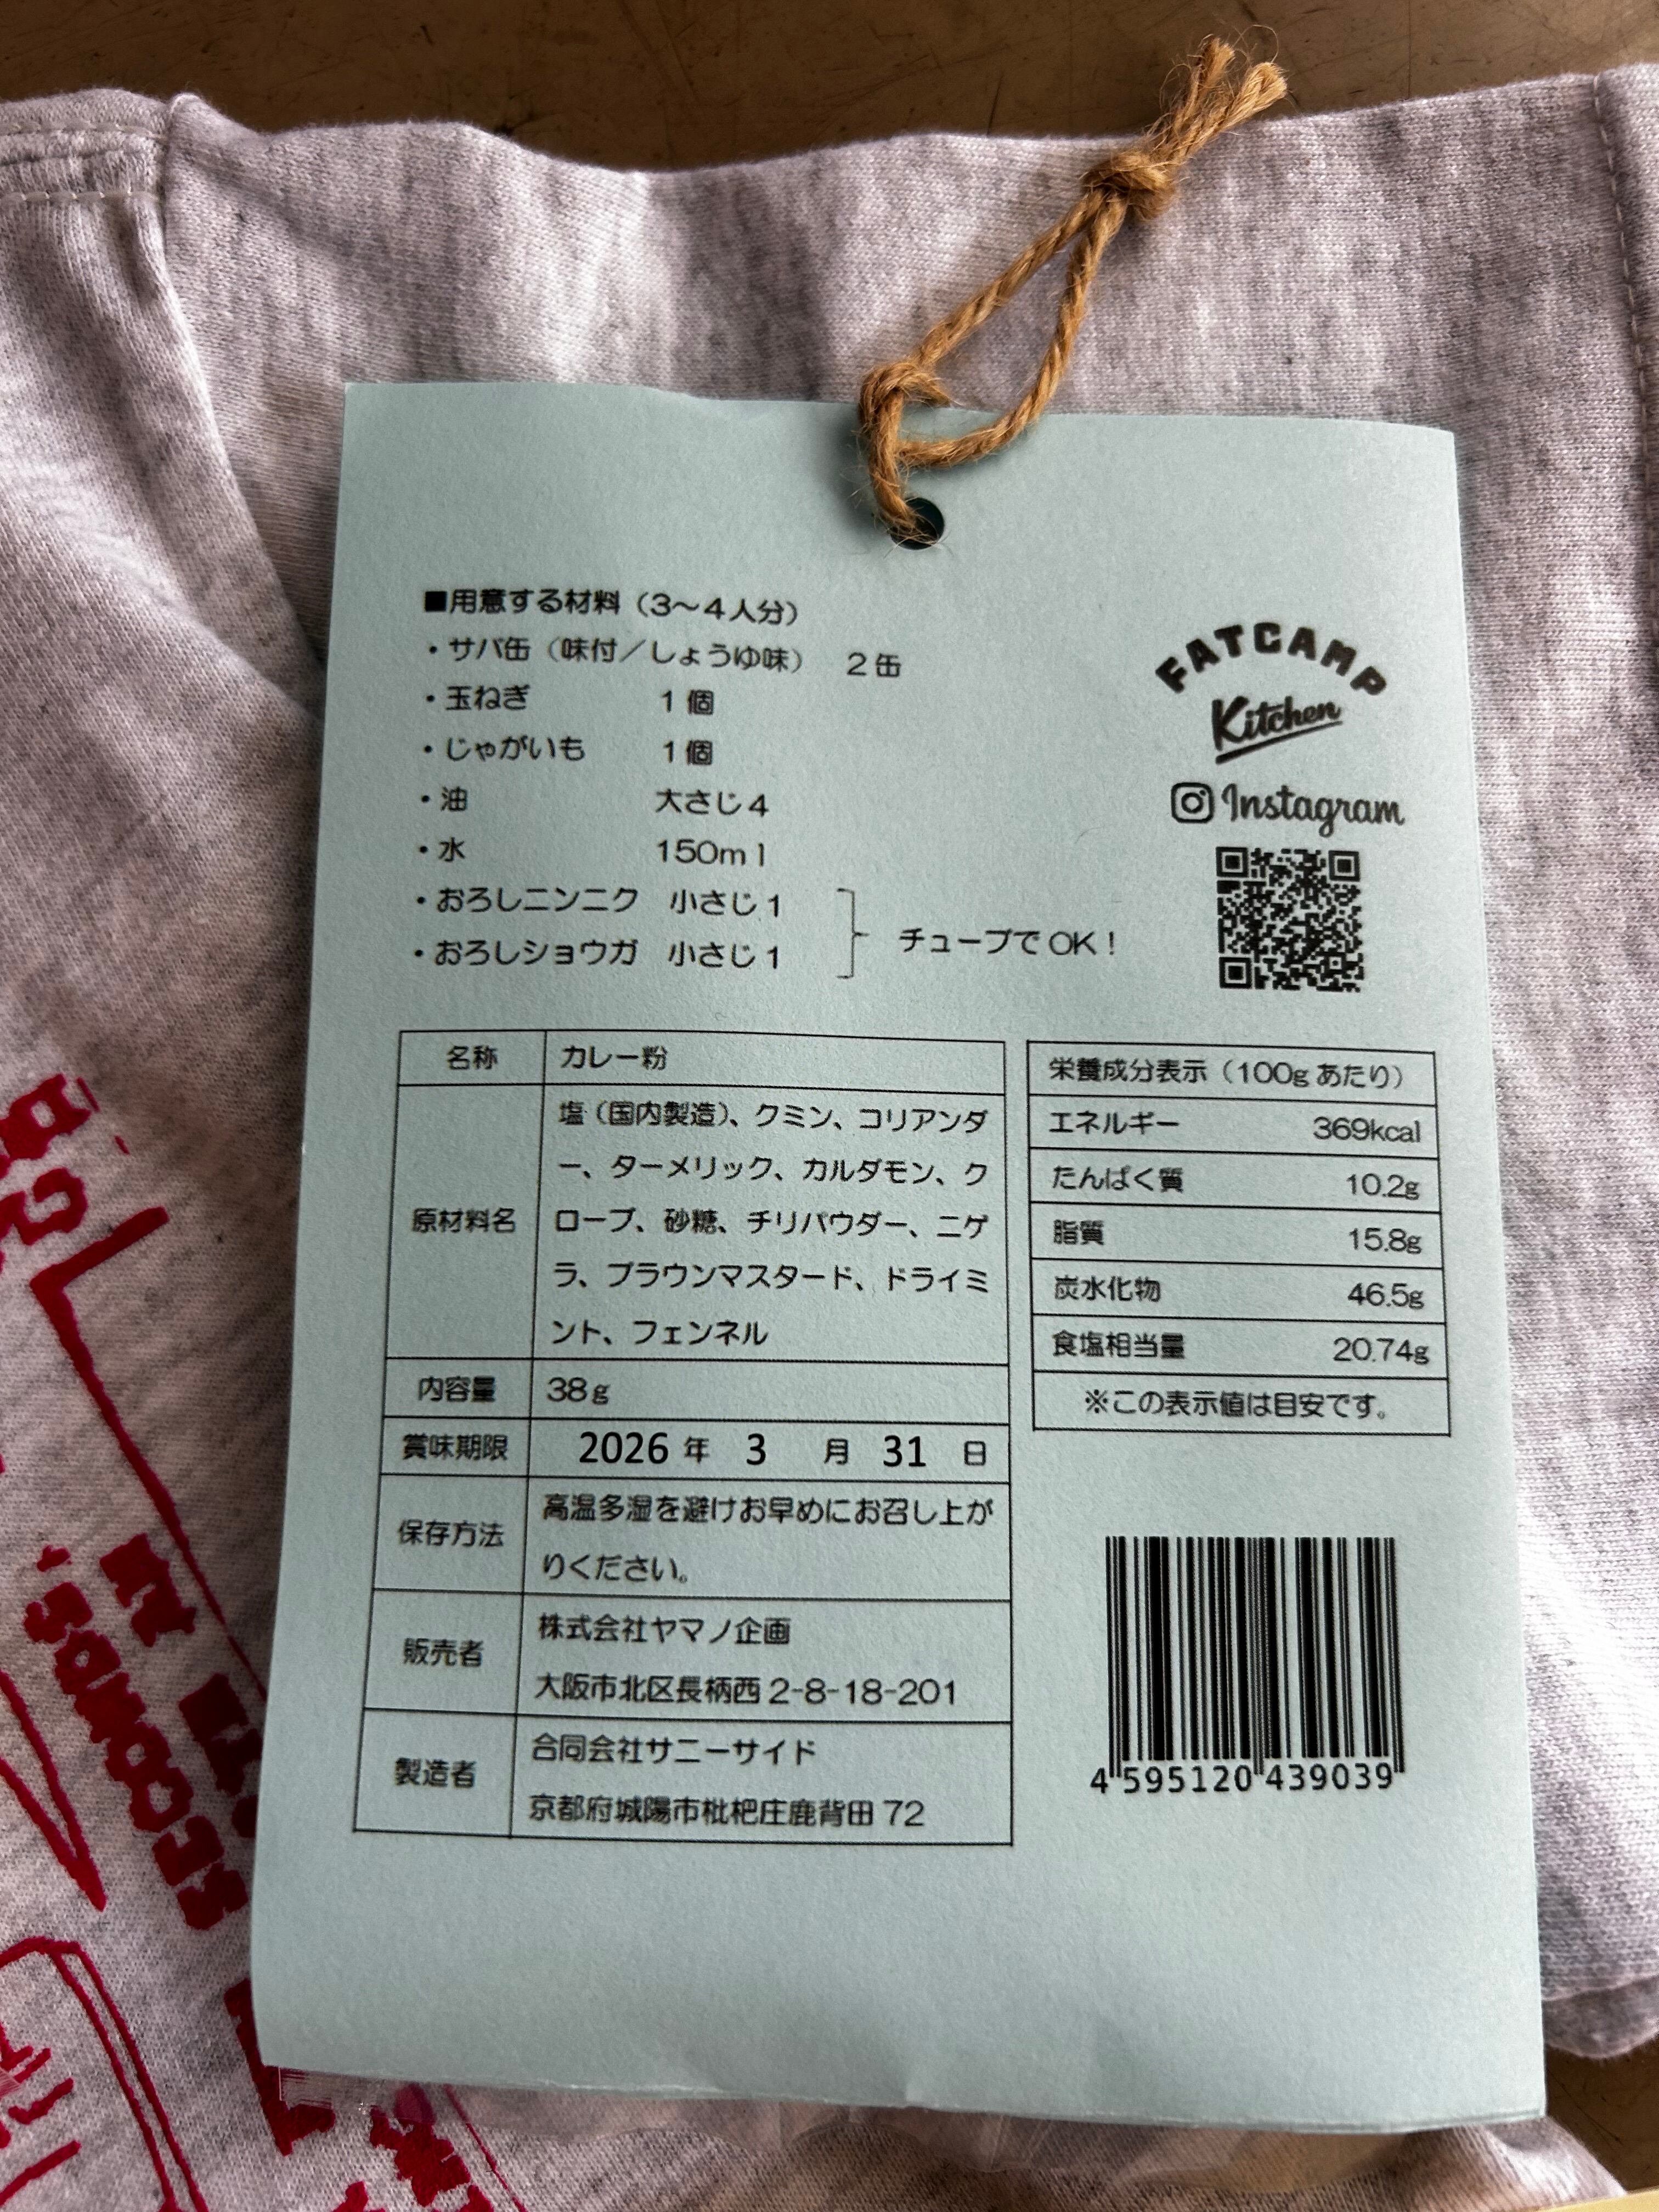 ■用意する材料（3～4人分）
・サバ缶（味付／しょうゆ味）　2缶
・玉ねぎ　1個
・じゃがいも　1個
・油　大さじ4
・水　150ml
・おろしニンニク　小さじ1
・おろしショウガ　小さじ1
チューブでOK！
FATCAMP
Kitchen
Instagram
名称　カレー粉
原材料名
塩（国内製造）、クミン、コリアンダ
ー、ターメリック、カルダモン、ク
ローブ、砂糖、チリパウダー、ニゲ
ラ、ブラウンマスタード、ドライミ
ント、フェンネル
内容量　38g
賞味期限　2026年　3　月　31　日
保存方法
高温多湿を避けお早めにお召し上が
りください。
販売者
株式会社ヤマノ企画
大阪市北区長柄西2-8-18-201
製造者
合同会社サニーサイド
京都府城陽市枇杷庄鹿背田72
栄養成分表示（100gあたり）
エネルギー　369kcal
たんぱく質　10.2g
脂質　15.8g
炭水化物　46.5g
食塩相当量　20.74g
※この表示値は目安です。
4 595120 439039